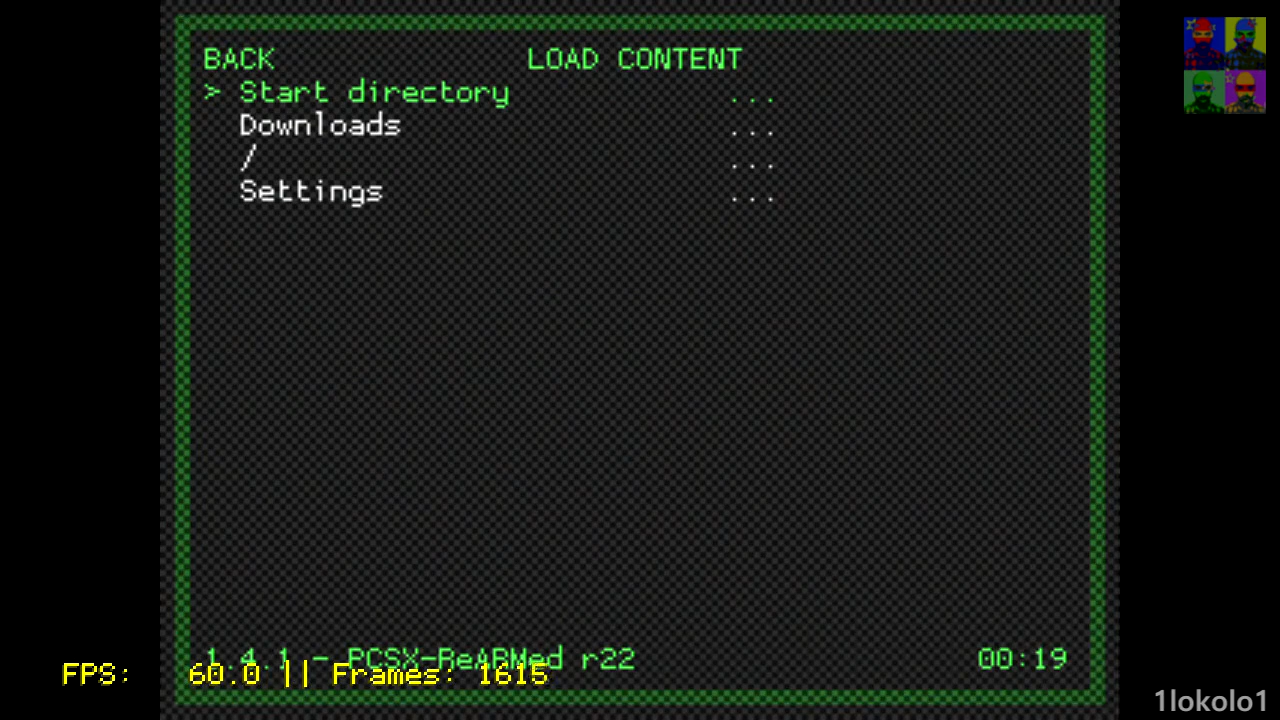 BACK LOAD CONTENT
> Start directory ...
Downloads ...
/ ...
Settings ...
1.4.1 - PCSX-ReARMed r22 00:19
FPS: 60.0 || Frames: 1615
1lokolo1